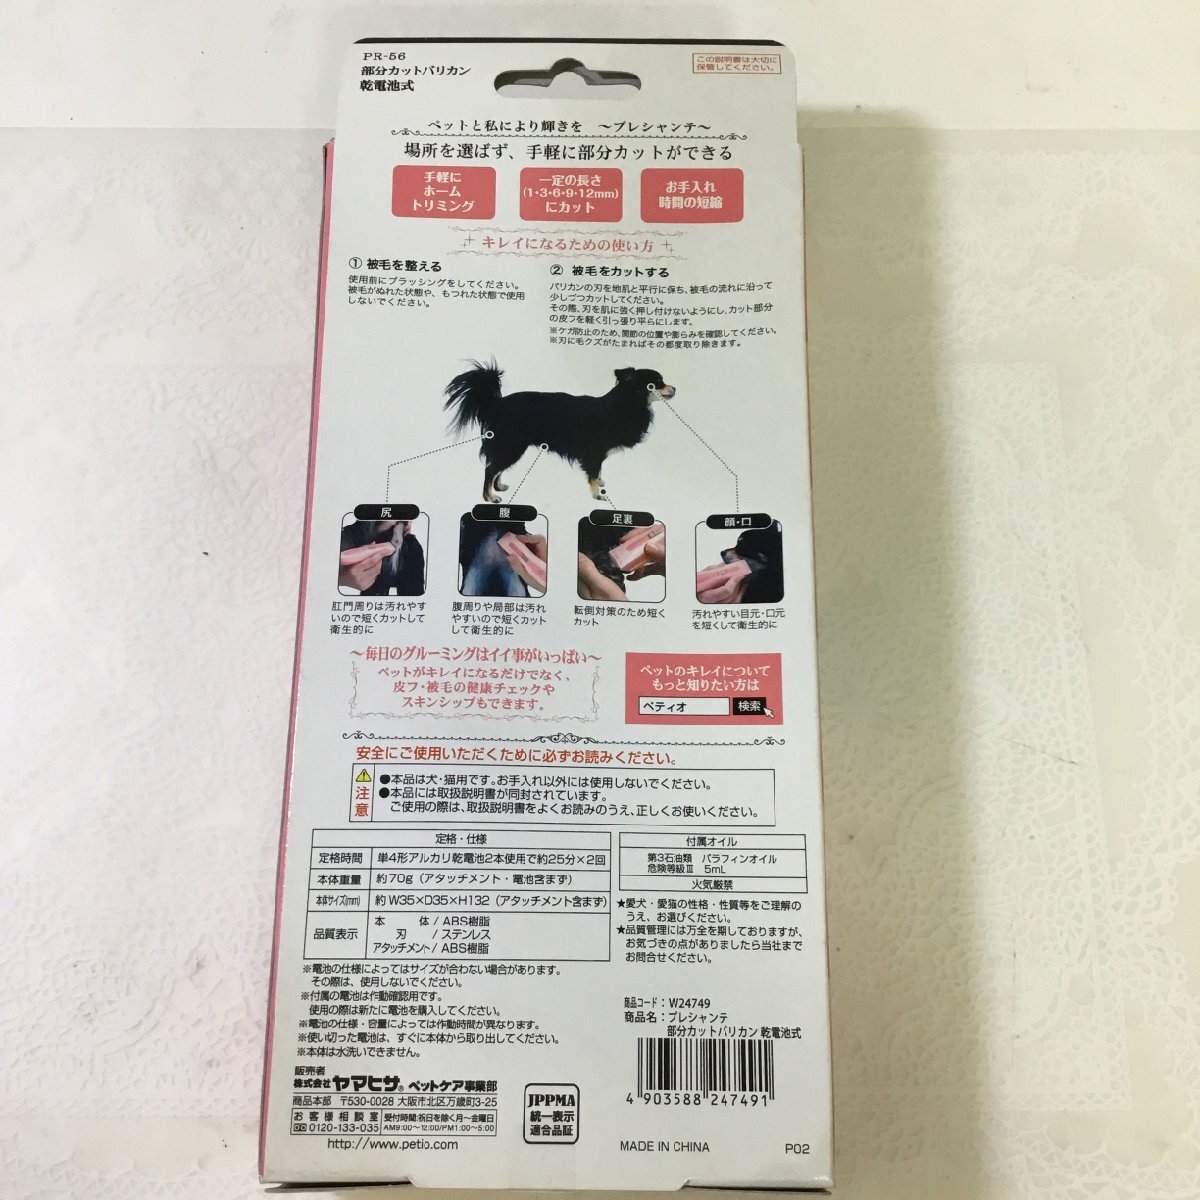 PR-56
部分カットバリカン
乾電池式
この説明書は大切に
保管してください。
ペットと私により輝きを ～プレシャンテ～
場所を選ばず、手軽に部分カットができる
手軽に
ホーム
トリミング
一定の長さ
(1・3・6・9・12mm)
にカット
お手入れ
時間の短縮
キレイになるための使い方
① 被毛を整える
使用前にブラッシングをしてください。
被毛がぬれた状態や、もつれた状態で使用
しないでください。
② 被毛をカットする
バリカンの刃を地肌と平行に保ち、被毛の流れに沿って
少しづつカットしてください。
その際、刃を肌に強く押し付けないようにし、カット部分
の皮フを軽く引っ張り平らにします。
※ケガ防止のため、関節の位置や膨らみを確認してください。
※刃に毛クズがたまればその都度取り除きます。
尻
腹
足裏
顔・口
肛門周りは汚れやす
いので短くカットして
衛生的に
腹周りや局部は汚れ
やすいので短くカット
して衛生的に
転倒対策のため短く
カット
汚れやすい目元・口元
を短くして衛生的に
～毎日のグルーミングはイイ事がいっぱい～
ペットがキレイになるだけでなく、
皮フ・被毛の健康チェックや
スキンシップもできます。
ペットのキレイについて
もっと知りたい方は
ペティオ 検索
安全にご使用いただくために必ずお読みください。
注意
●本品は犬・猫用です。お手入れ以外には使用しないでください。
●本品には取扱説明書が同封されています。
ご使用の際は、取扱説明書をよくお読みのうえ、正しくお使いください。
定格・仕様
定格時間 単4形アルカリ乾電池2本使用で約25分×2回
本体重量 約70g（アタッチメント・電池含まず）
本体サイズ(mm) 約 W35×D35×H132（アタッチメント含まず）
品質表示
本 体 / ABS樹脂
刃 / ステンレス
アタッチメント / ABS樹脂
付属オイル
第3石油類 パラフィンオイル
危険等級Ⅲ 5mL
火気厳禁
★愛犬・愛猫の性格・性質等をご理解の
うえ、お選びください。
★品質管理には万全を期しておりますが、
お気づきの点がありましたら当社まで
お問合せください。
※電池の仕様によってはサイズが合わない場合があります。
その際は、使用しないでください。
※付属の電池は作動確認用です。
使用の際は新たに電池を購入してください。
※電池の仕様・容量によっては作動時間が異なります。
※使い切った電池は、すぐに本体から取り出してください。
※本体は水洗いできません。
販売者
株式会社 ヤマヒサ® ペットケア事業部
商品本部 〒530-0028 大阪市北区万歳町3-25
お客様相談室 受付時間:祝日を除く月～金曜日
0120-133-035 AM9:00～12:00/PM1:00～5:00
http://www.petio.com
JPPMA
統一表示
適合品証
商品コード：W24749
商品名：プレシャンテ
部分カットバリカン 乾電池式
4 903588 247491
MADE IN CHINA
P02